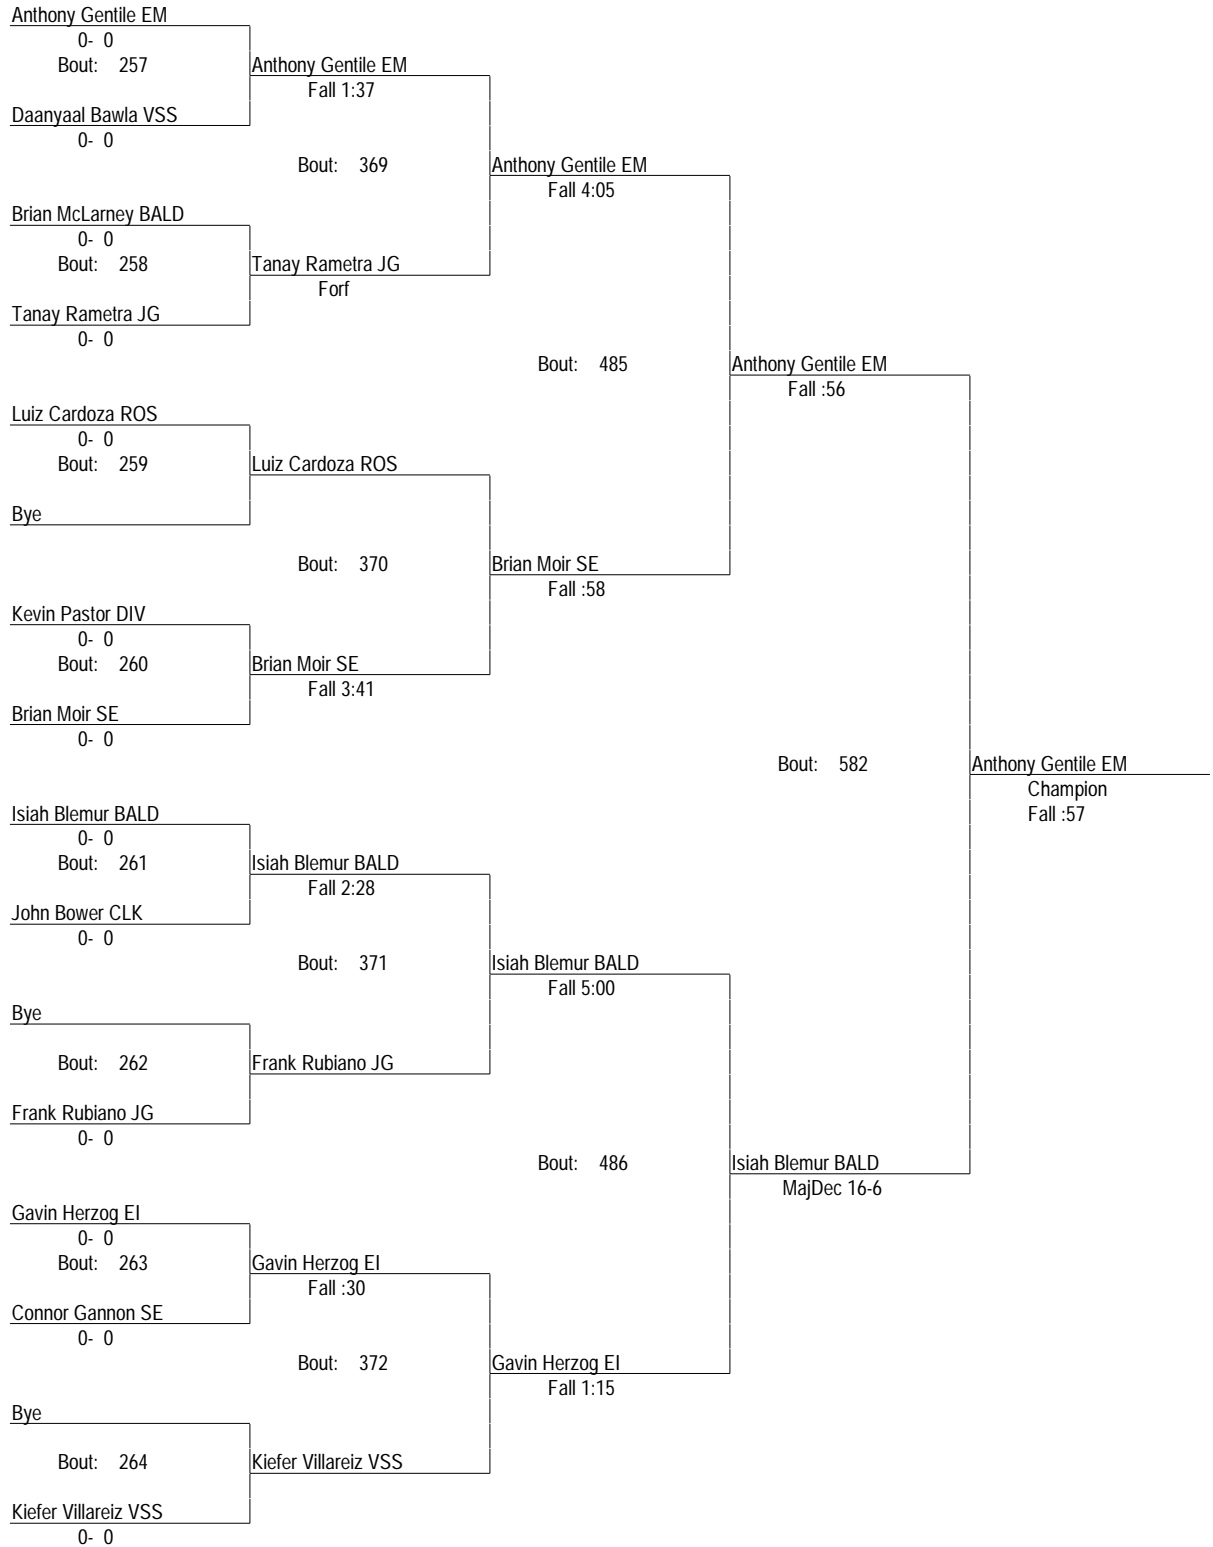 Anthony Gentile EM
0- 0
Bout: 257
Anthony Gentile EM
Fall 1:37
Daanyaal Bawla VSS
0- 0
Bout: 369
Anthony Gentile EM
Fall 4:05
Brian McLarney BALD
0- 0
Bout: 258
Tanay Rametra JG
Forf
Tanay Rametra JG
0- 0
Bout: 485
Anthony Gentile EM
Fall :56
Luiz Cardoza ROS
0- 0
Bout: 259
Luiz Cardoza ROS
Bye
Bout: 370
Brian Moir SE
Fall :58
Kevin Pastor DIV
0- 0
Bout: 260
Brian Moir SE
Fall 3:41
Brian Moir SE
0- 0
Bout: 582
Anthony Gentile EM
Champion
Fall :57
Isiah Blemur BALD
0- 0
Bout: 261
Isiah Blemur BALD
Fall 2:28
John Bower CLK
0- 0
Bout: 371
Isiah Blemur BALD
Fall 5:00
Bye
Bout: 262
Frank Rubiano JG
Frank Rubiano JG
0- 0
Bout: 486
Isiah Blemur BALD
MajDec 16-6
Gavin Herzog EI
0- 0
Bout: 263
Gavin Herzog EI
Fall :30
Connor Gannon SE
0- 0
Bout: 372
Gavin Herzog EI
Fall 1:15
Bye
Bout: 264
Kiefer Villareiz VSS
Kiefer Villareiz VSS
0- 0